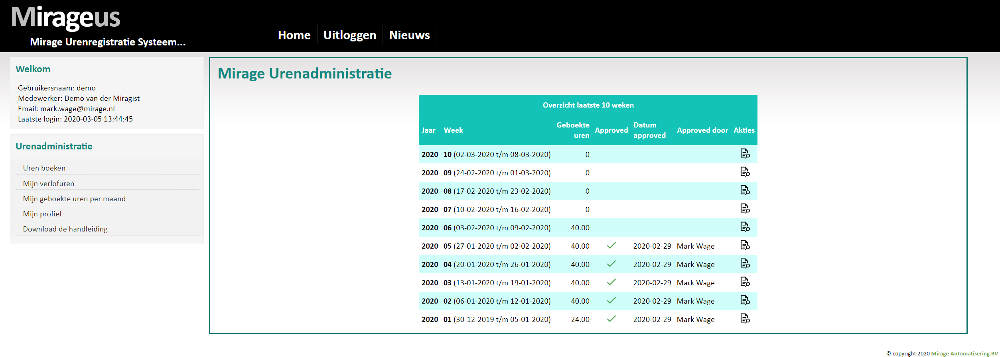 Mirageus
Mirage Urenregistratie Systeem...
Home Uitloggen Nieuws
Welkom
Gebruikersnaam: demo
Medewerker: Demo van der Miragist
Email: mark.wage@mirage.nl
Laatste login: 2020-03-05 13:44:45
Urenadministratie
Uren boeken
Mijn verlofuren
Mijn geboekte uren per maand
Mijn profiel
Download de handleiding
Mirage Urenadministratie
Overzicht laatste 10 weken
Jaar Week Geboekte uren Approved Datum approved Approved door Akties
2020 10 (02-03-2020 t/m 08-03-2020) 0
2020 09 (24-02-2020 t/m 01-03-2020) 0
2020 08 (17-02-2020 t/m 23-02-2020) 0
2020 07 (10-02-2020 t/m 16-02-2020) 0
2020 06 (03-02-2020 t/m 09-02-2020) 40.00
2020 05 (27-01-2020 t/m 02-02-2020) 40.00 2020-02-29 Mark Wage
2020 04 (20-01-2020 t/m 26-01-2020) 40.00 2020-02-29 Mark Wage
2020 03 (13-01-2020 t/m 19-01-2020) 40.00 2020-02-29 Mark Wage
2020 02 (06-01-2020 t/m 12-01-2020) 40.00 2020-02-29 Mark Wage
2020 01 (30-12-2019 t/m 05-01-2020) 24.00 2020-02-29 Mark Wage
© copyright 2020 Mirage Automatisering BV